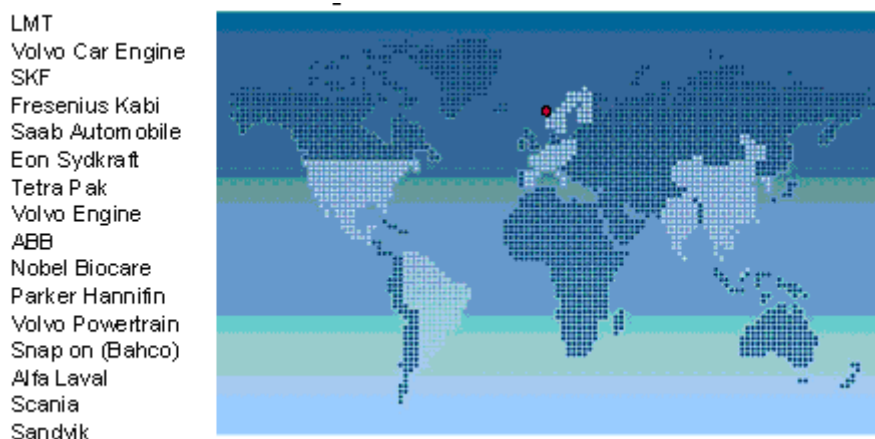 LMT
Volvo Car Engine
SKF
Fresenius Kabi
Saab Automobile
Eon Sydkraft
Tetra Pak
Volvo Engine
ABB
Nobel Biocare
Parker Hannifin
Volvo Powertrain
Snap on (Bahco)
Alfa Laval
Scania
Sandvik